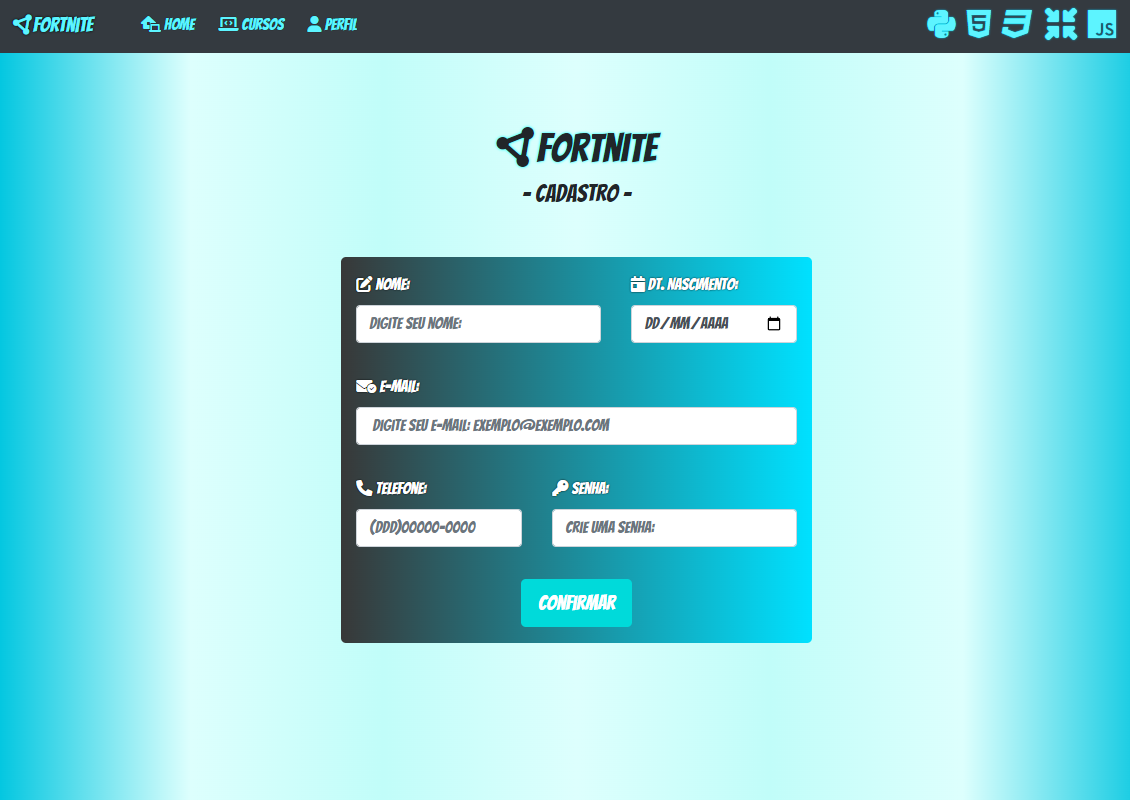 FORTNITE HOME CURSOS PERFIL JS
FORTNITE
- CADASTRO -
NOME: DT. NASCIMENTO:
DIGITE SEU NOME: DD/MM/AAAA
E-MAIL:
DIGITE SEU E-MAIL: EXEMPLO@EXEMPLO.COM
TELEFONE: SENHA:
(DDD)00000-0000 CRIE UMA SENHA:
CONFIRMAR